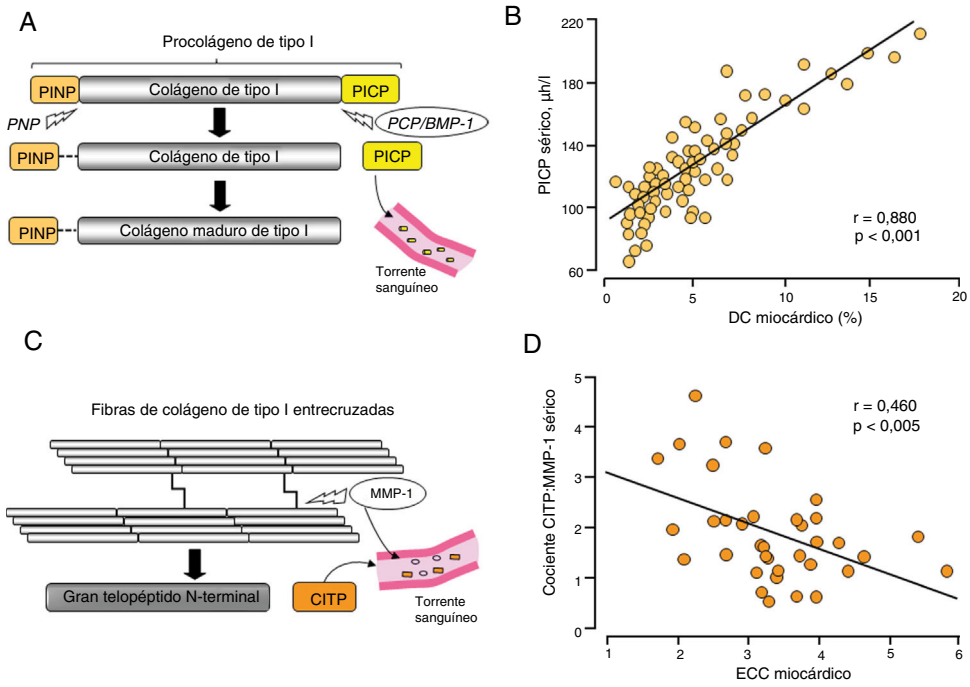 A
Procolágeno de tipo I
PINP
Colágeno de tipo I
PICP
PNP
PCP/BMP-1
PINP
Colágeno de tipo I
PICP
PINP
Colágeno maduro de tipo I
Torrente
sanguíneo
B
PICP sérico, µh/l
220
180
140
100
60
r = 0,880
p < 0,001
0
5
10
15
20
DC miocárdico (%)
C
Fibras de colágeno de tipo I entrecruzadas
MMP-1
Gran telopéptido N-terminal
CITP
Torrente
sanguíneo
D
Cociente CITP:MMP-1 sérico
5
4
3
2
1
0
r = 0,460
p < 0,005
1
2
3
4
5
6
ECC miocárdico